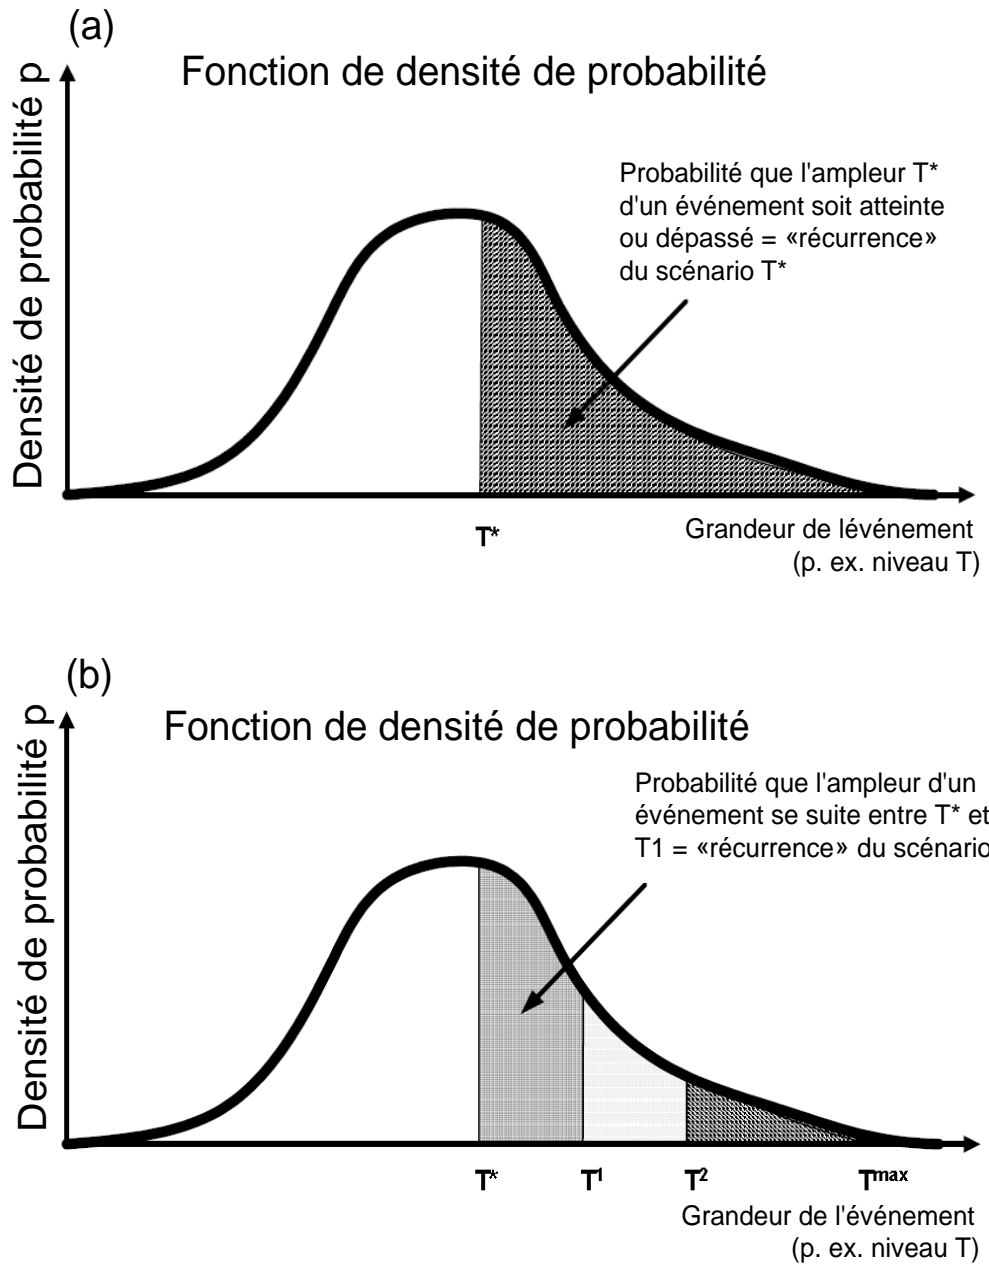 (a)
Fonction de densité de probabilité
Densité de probabilité p
Probabilité que l'ampleur T*
d'un événement soit atteinte
ou dépassé = «récurrence»
du scénario T*
T*
Grandeur de lévénement
(p. ex. niveau T)
(b)
Fonction de densité de probabilité
Densité de probabilité p
Probabilité que l'ampleur d'un
événement se suite entre T* et
T1 = «récurrence» du scénario
T* T¹ T² Tᵐᵃˣ
Grandeur de l'événement
(p. ex. niveau T)